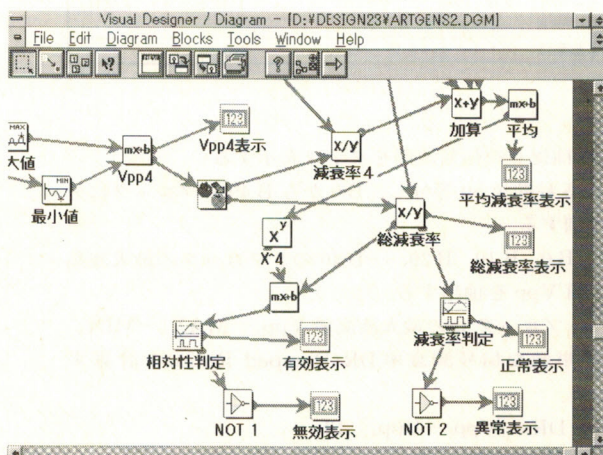 Visual Designer / Diagram - [D:¥DESIGN23¥ARTGENS2.DGM]
File Edit Diagram Blocks Tools Window Help
MAX
大値
MIN
最小値
mx+b
Vpp4
123
Vpp4表示
X/Y
減衰率4
X+Y
加算
mx+b
平均
123
平均減衰率表示
X/Y
総減衰率
123
総減衰率表示
X^y
X^4
mx+b
相対性判定
123
有効表示
減衰率判定
123
正常表示
NOT 1
123
無効表示
NOT 2
123
異常表示